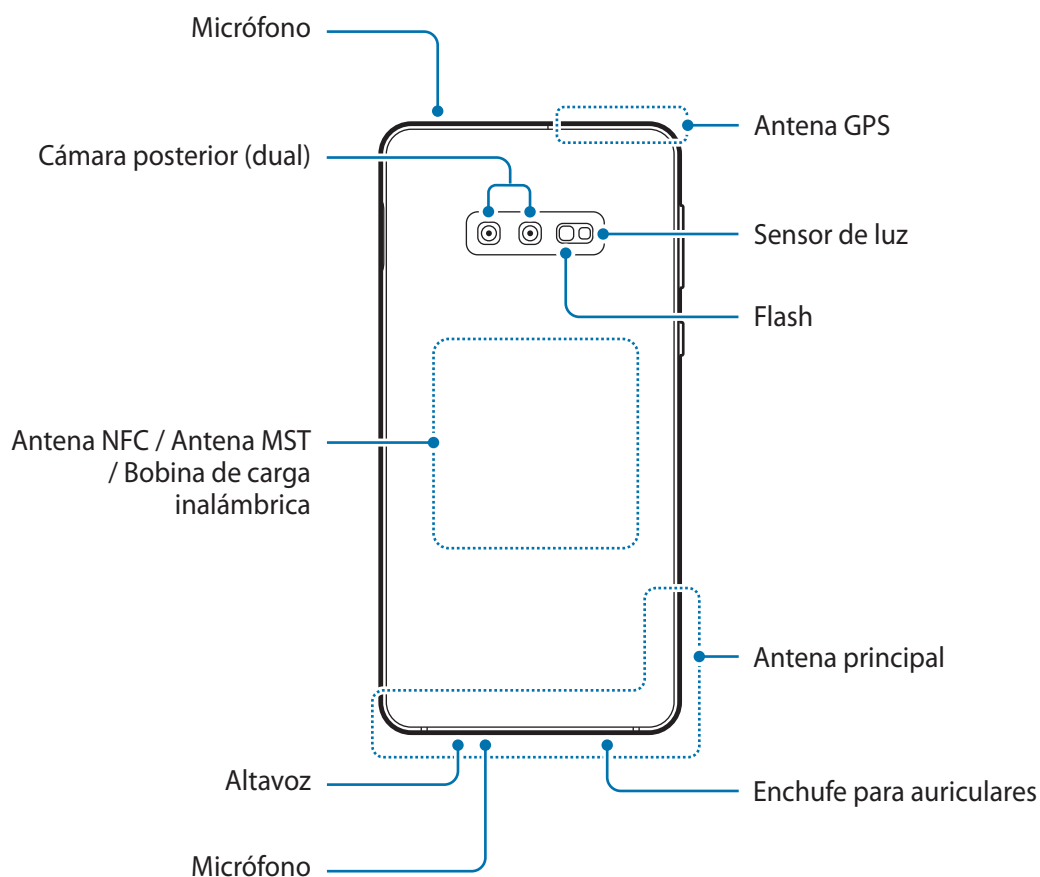 Micrófono
Antena GPS
Cámara posterior (dual)
Sensor de luz
Flash
Antena NFC / Antena MST
/ Bobina de carga
inalámbrica
Antena principal
Altavoz
Enchufe para auriculares
Micrófono